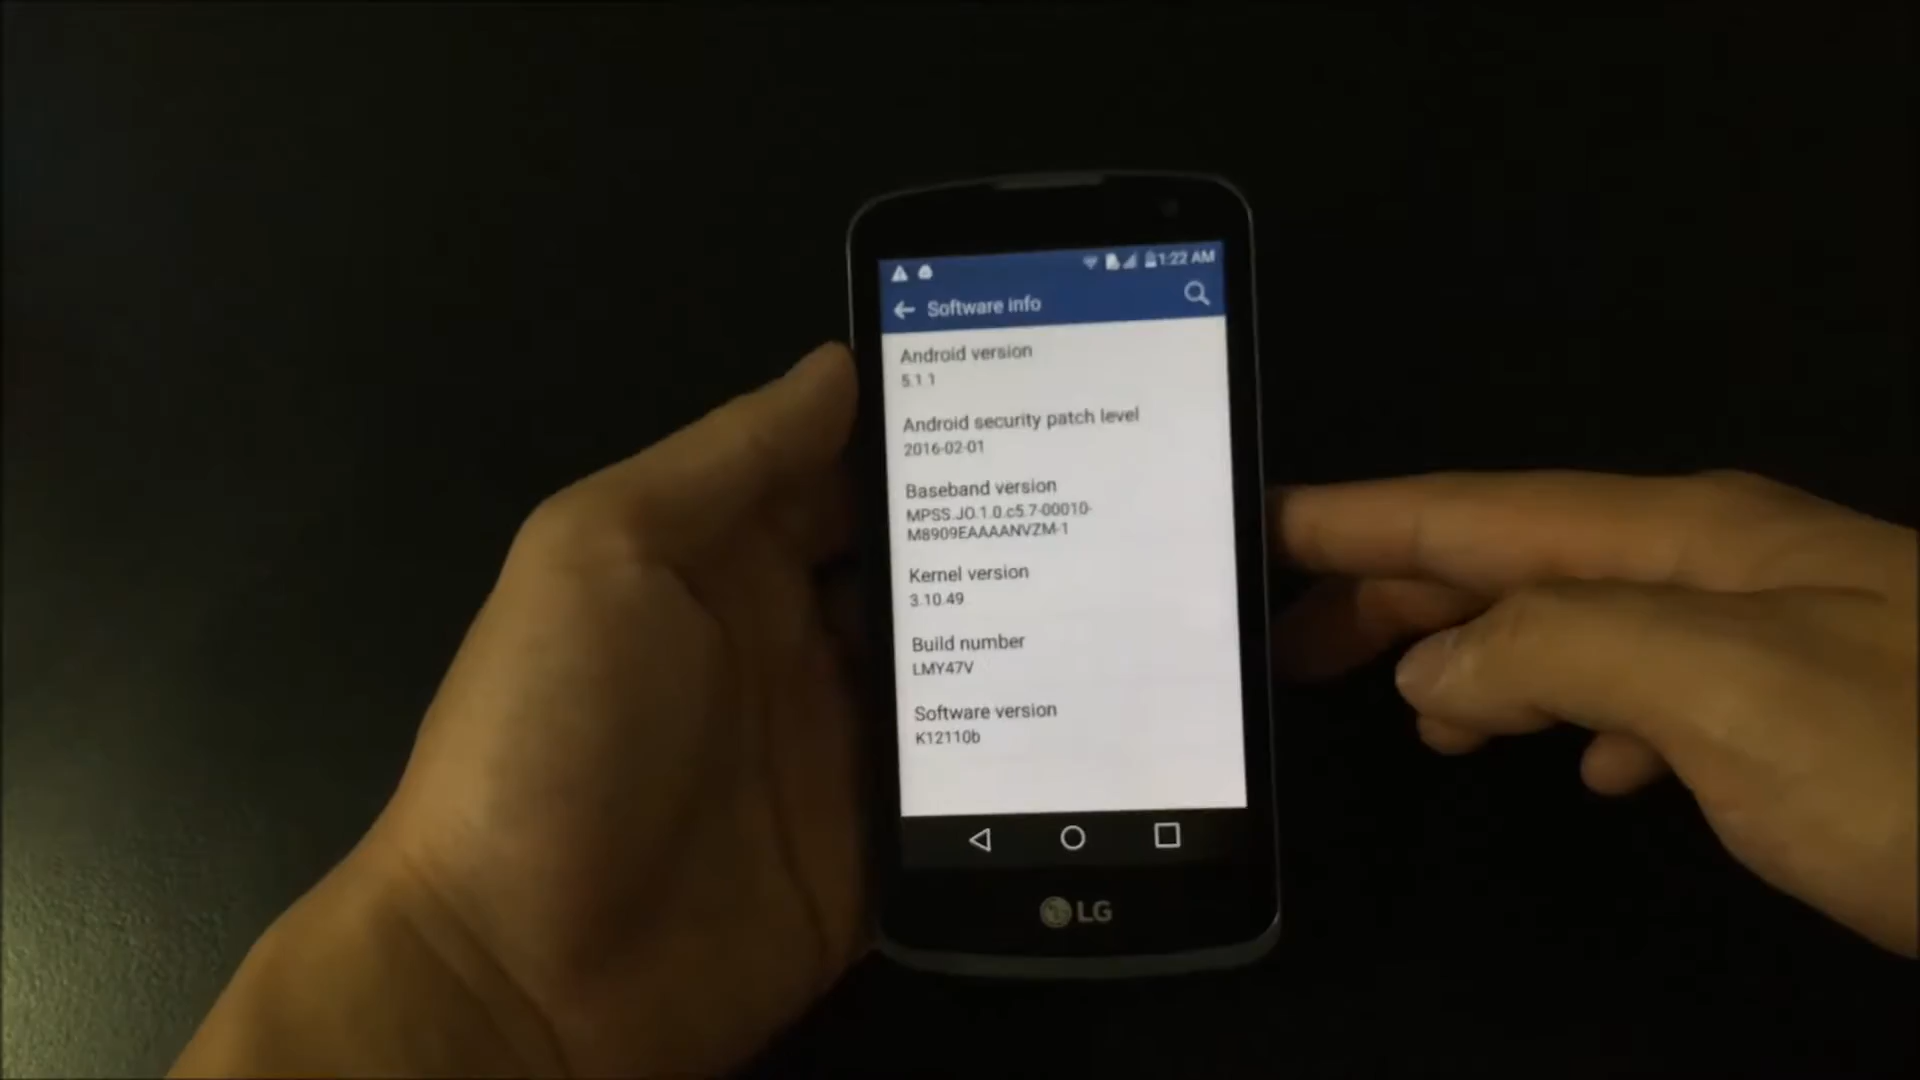 1:22 AM
Software info
Android version
5.1.1
Android security patch level
2016-02-01
Baseband version
MPSS.JO.1.0.c5.7-00010-
M8909EAAAANVZM-1
Kernel version
3.10.49
Build number
LMY47V
Software version
K12110b
LG